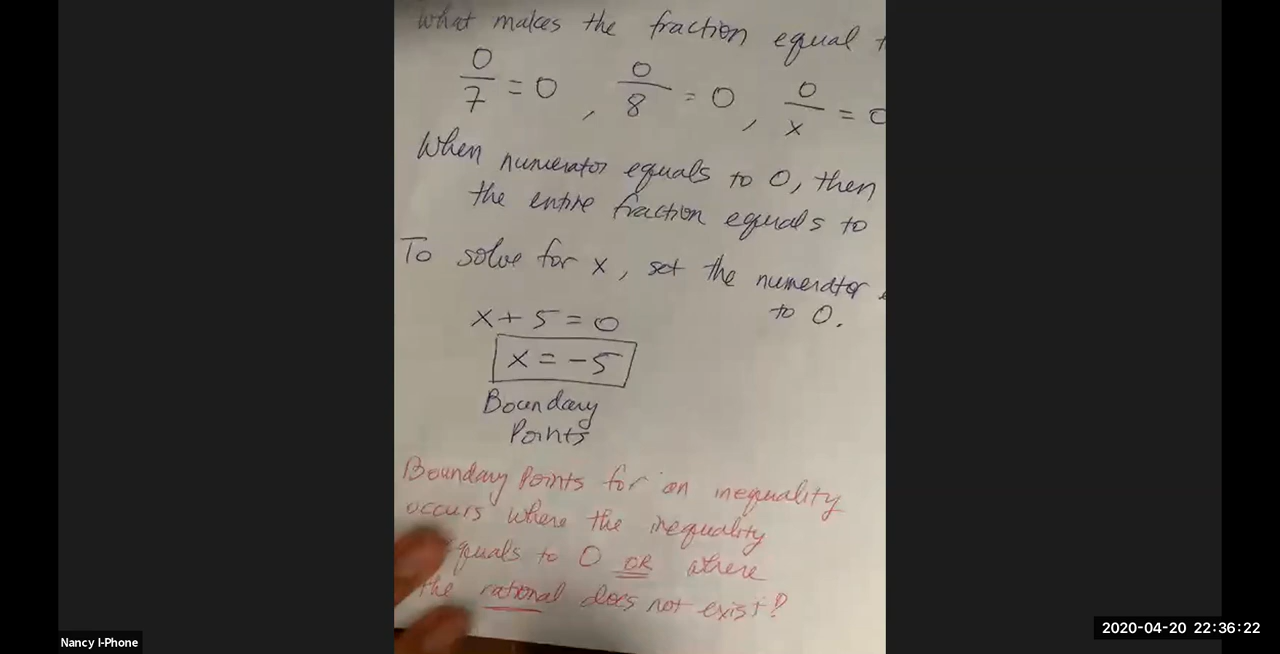 What makes the fraction equal t
0/7 = 0 , 0/8 = 0 , 0/x = 0
When numerator equals to 0, then
the entire fraction equals to
To solve for x, set the numerator
to 0.
x + 5 = 0
x = -5
Boundary
Points
Boundary Points for an inequality
occurs where the inequality
equals to 0 OR where
the rational does not exist?
Nancy I-Phone
2020-04-20 22:36:22